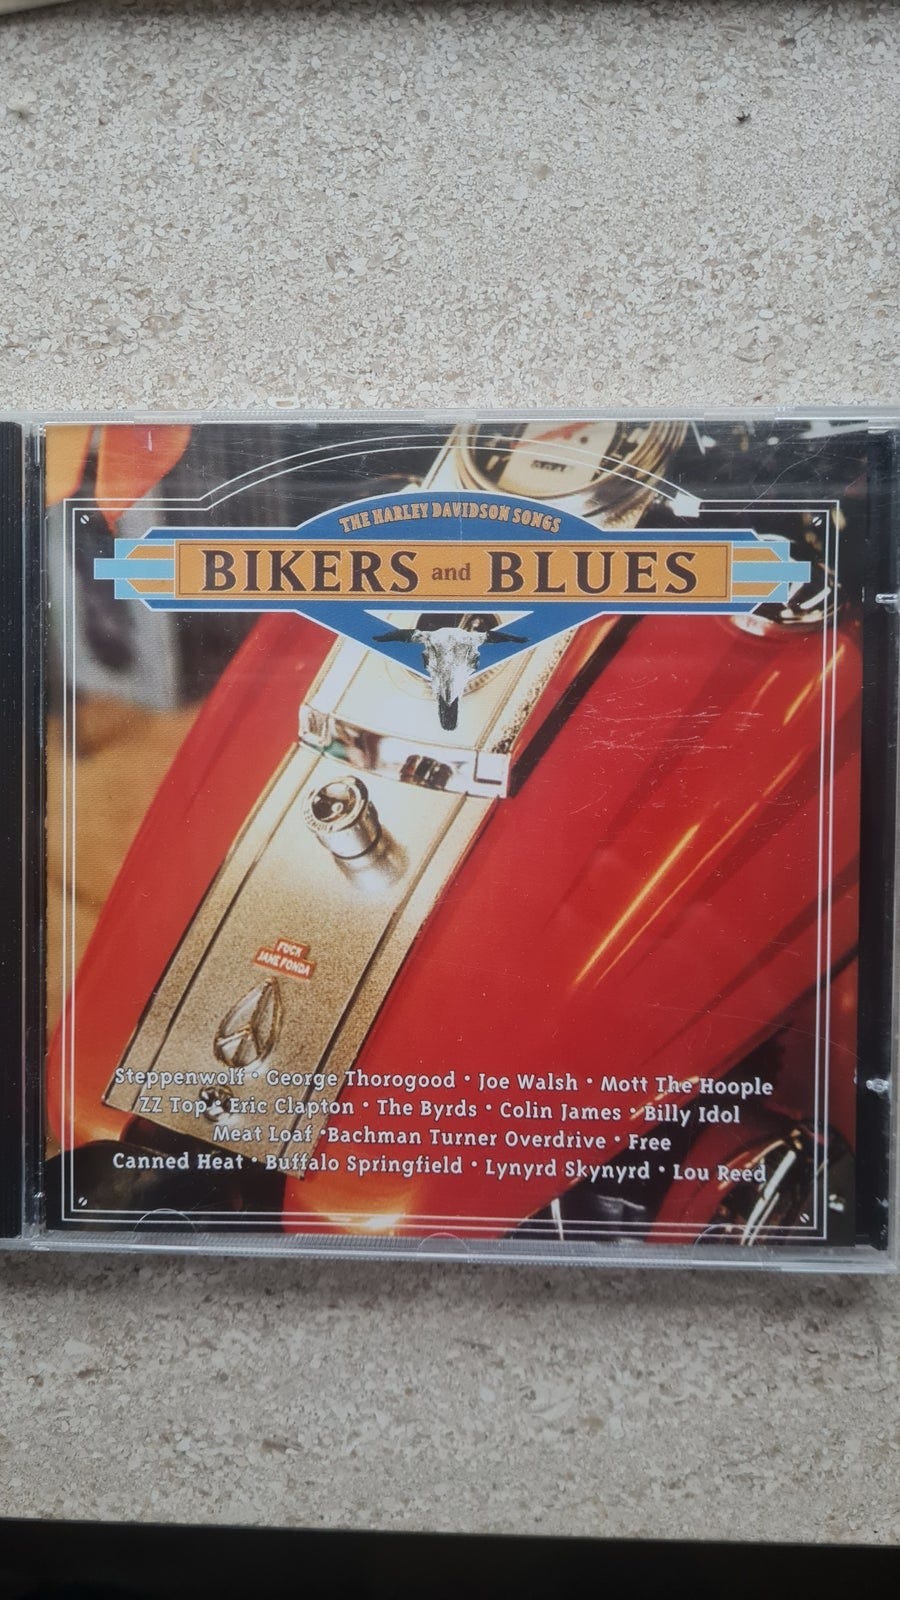 THE HARLEY DAVIDSON SONGS
BIKERS and BLUES
FUCK
JANE FONDA
Steppenwolf • George Thorogood • Joe Walsh • Mott The Hoople
ZZ Top • Eric Clapton • The Byrds • Colin James • Billy Idol
Meat Loaf • Bachman Turner Overdrive • Free
Canned Heat • Buffalo Springfield • Lynyrd Skynyrd • Lou Reed